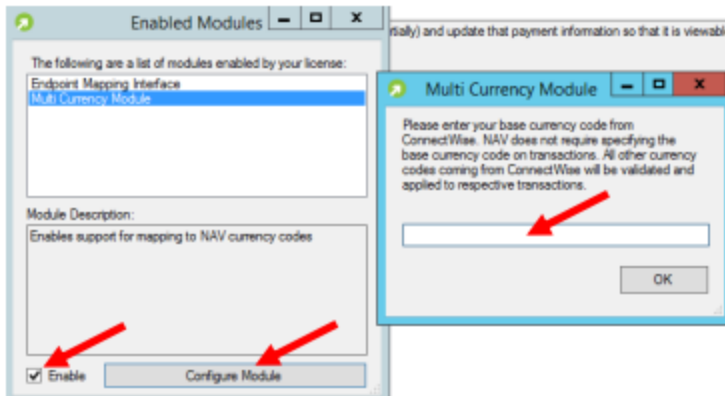 Enabled Modules
The following are a list of modules enabled by your license:
Endpoint Mapping Interface
Multi Currency Module
Module Description:
Enables support for mapping to NAV currency codes
Enable
Configure Module
and update that payment information so that it is viewable
Multi Currency Module
Please enter your base currency code from
ConnectWise. NAV does not require specifying the
base currency code on transactions. All other currency
codes coming from ConnectWise will be validated and
applied to respective transactions.
OK